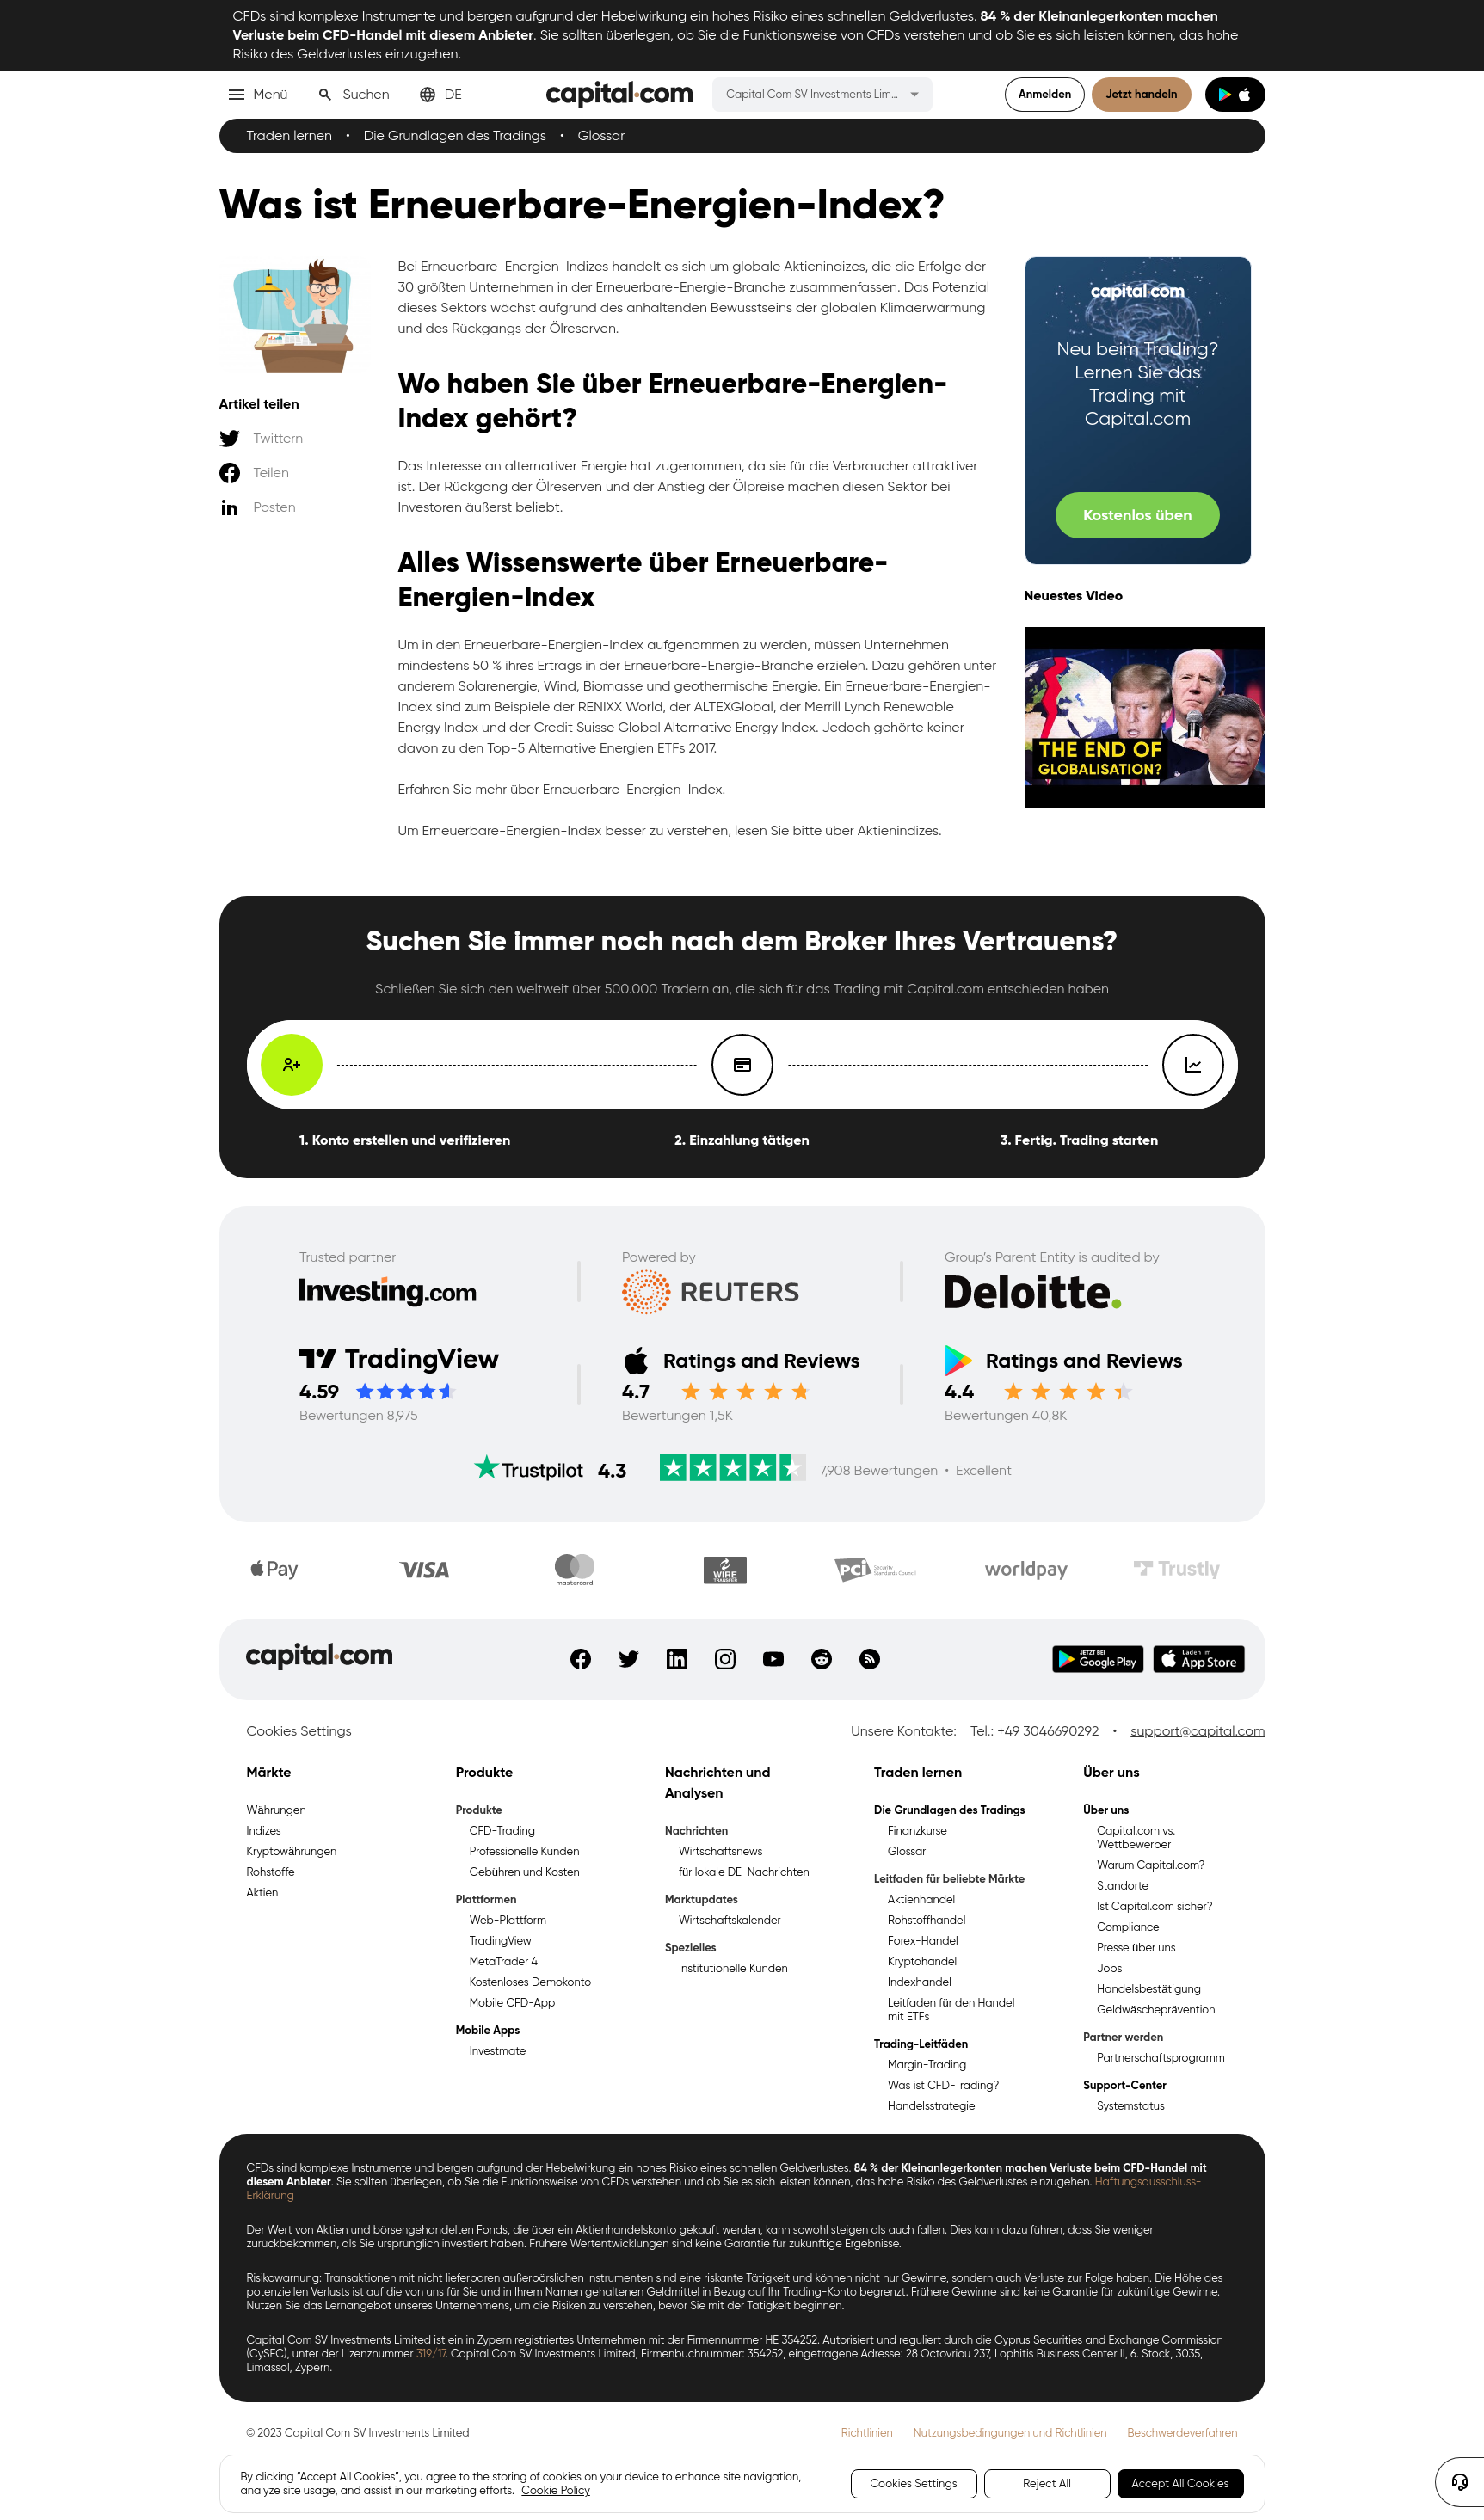 CFDs sind komplexe Instrumente und bergen aufgrund der Hebelwirkung ein hohes Risiko eines schnellen Geldverlustes. 84 % der Kleinanlegerkonten machen
Verluste beim CFD-Handel mit diesem Anbieter. Sie sollten überlegen, ob Sie die Funktionsweise von CFDs verstehen und ob Sie es sich leisten können, das hohe
Risiko des Geldverlustes einzugehen.
Menü
Suchen
DE
capital.com
Capital Com SV Investments Lim...
Anmelden
Jetzt handeln
Traden lernen • Die Grundlagen des Tradings • Glossar
Was ist Erneuerbare-Energien-Index?
Artikel teilen
Twittern
Teilen
Posten
Bei Erneuerbare-Energien-Indizes handelt es sich um globale Aktienindizes, die die Erfolge der
30 größten Unternehmen in der Erneuerbare-Energie-Branche zusammenfassen. Das Potenzial
dieses Sektors wächst aufgrund des anhaltenden Bewusstseins der globalen Klimaerwärmung
und des Rückgangs der Ölreserven.
Wo haben Sie über Erneuerbare-Energien-
Index gehört?
Das Interesse an alternativer Energie hat zugenommen, da sie für die Verbraucher attraktiver
ist. Der Rückgang der Ölreserven und der Anstieg der Ölpreise machen diesen Sektor bei
Investoren äußerst beliebt.
Alles Wissenswerte über Erneuerbare-
Energien-Index
Um in den Erneuerbare-Energien-Index aufgenommen zu werden, müssen Unternehmen
mindestens 50 % ihres Ertrags in der Erneuerbare-Energie-Branche erzielen. Dazu gehören unter
anderem Solarenergie, Wind, Biomasse und geothermische Energie. Ein Erneuerbare-Energien-
Index sind zum Beispiele der RENIXX World, der ALTEXGlobal, der Merrill Lynch Renewable
Energy Index und der Credit Suisse Global Alternative Energy Index. Jedoch gehörte keiner
davon zu den Top-5 Alternative Energien ETFs 2017.
Erfahren Sie mehr über Erneuerbare-Energien-Index.
Um Erneuerbare-Energien-Index besser zu verstehen, lesen Sie bitte über Aktienindizes.
capital.com
Neu beim Trading?
Lernen Sie das
Trading mit
Capital.com
Kostenlos üben
Neuestes Video
THE END OF
GLOBALISATION?
Suchen Sie immer noch nach dem Broker Ihres Vertrauens?
Schließen Sie sich den weltweit über 500.000 Tradern an, die sich für das Trading mit Capital.com entschieden haben
1. Konto erstellen und verifizieren
2. Einzahlung tätigen
3. Fertig. Trading starten
Trusted partner
Investing.com
Powered by
REUTERS
Group's Parent Entity is audited by
Deloitte.
TradingView
4.59
Bewertungen 8,975
Ratings and Reviews
4.7
Bewertungen 1,5K
Ratings and Reviews
4.4
Bewertungen 40,8K
Trustpilot 4.3 7,908 Bewertungen • Excellent
Pay
VISA
mastercard
WIRE
TRANSFER
PCI Security
Standards Council
worldpay
Trustly
capital.com
JETZT BEI
Google Play
Laden im
App Store
Cookies Settings
Unsere Kontakte: Tel.: +49 3046690292 • support@capital.com
Märkte
Währungen
Indizes
Kryptowährungen
Rohstoffe
Aktien
Produkte
Produkte
CFD-Trading
Professionelle Kunden
Gebühren und Kosten
Plattformen
Web-Plattform
TradingView
MetaTrader 4
Kostenloses Demokonto
Mobile CFD-App
Mobile Apps
Investmate
Nachrichten und
Analysen
Nachrichten
Wirtschaftsnews
für lokale DE-Nachrichten
Marktupdates
Wirtschaftskalender
Spezielles
Institutionelle Kunden
Traden lernen
Die Grundlagen des Tradings
Finanzkurse
Glossar
Leitfaden für beliebte Märkte
Aktienhandel
Rohstoffhandel
Forex-Handel
Kryptohandel
Indexhandel
Leitfaden für den Handel
mit ETFs
Trading-Leitfäden
Margin-Trading
Was ist CFD-Trading?
Handelsstrategie
Über uns
Über uns
Capital.com vs.
Wettbewerber
Warum Capital.com?
Standorte
Ist Capital.com sicher?
Compliance
Presse über uns
Jobs
Handelsbestätigung
Geldwäscheprävention
Partner werden
Partnerschaftsprogramm
Support-Center
Systemstatus
CFDs sind komplexe Instrumente und bergen aufgrund der Hebelwirkung ein hohes Risiko eines schnellen Geldverlustes. 84 % der Kleinanlegerkonten machen Verluste beim CFD-Handel mit
diesem Anbieter. Sie sollten überlegen, ob Sie die Funktionsweise von CFDs verstehen und ob Sie es sich leisten können, das hohe Risiko des Geldverlustes einzugehen. Haftungsausschluss-
Erklärung
Der Wert von Aktien und börsengehandelten Fonds, die über ein Aktienhandelskonto gekauft werden, kann sowohl steigen als auch fallen. Dies kann dazu führen, dass Sie weniger
zurückbekommen, als Sie ursprünglich investiert haben. Frühere Wertentwicklungen sind keine Garantie für zukünftige Ergebnisse.
Risikowarnung: Transaktionen mit nicht lieferbaren außerbörslichen Instrumenten sind eine riskante Tätigkeit und können nicht nur Gewinne, sondern auch Verluste zur Folge haben. Die Höhe des
potenziellen Verlusts ist auf die von uns für Sie und in Ihrem Namen gehaltenen Geldmittel in Bezug auf Ihr Trading-Konto begrenzt. Frühere Gewinne sind keine Garantie für zukünftige Gewinne.
Nutzen Sie das Lernangebot unseres Unternehmens, um die Risiken zu verstehen, bevor Sie mit der Tätigkeit beginnen.
Capital Com SV Investments Limited ist ein in Zypern registriertes Unternehmen mit der Firmennummer HE 354252. Autorisiert und reguliert durch die Cyprus Securities and Exchange Commission
(CySEC), unter der Lizenznummer 319/17. Capital Com SV Investments Limited, Firmenbuchnummer: 354252, eingetragene Adresse: 28 Octovriou 237, Lophitis Business Center II, 6. Stock, 3035,
Limassol, Zypern.
© 2023 Capital Com SV Investments Limited
Richtlinien
Nutzungsbedingungen und Richtlinien
Beschwerdeverfahren
By clicking “Accept All Cookies”, you agree to the storing of cookies on your device to enhance site navigation,
analyze site usage, and assist in our marketing efforts. Cookie Policy
Cookies Settings
Reject All
Accept All Cookies